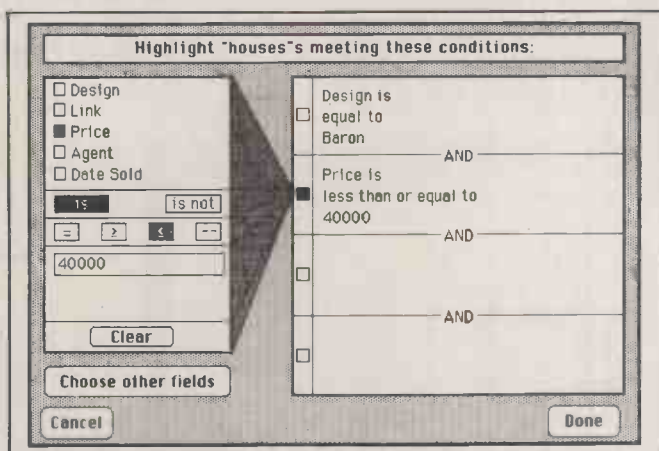 Highlight "houses"s meeting these conditions:
Design
Link
Price
Agent
Date Sold
is
is not
= ≥ ≤ --
40000
Clear
Choose other fields
Cancel
Design is
equal to
Baron
AND
Price is
less than or equal to
40000
AND
AND
Done